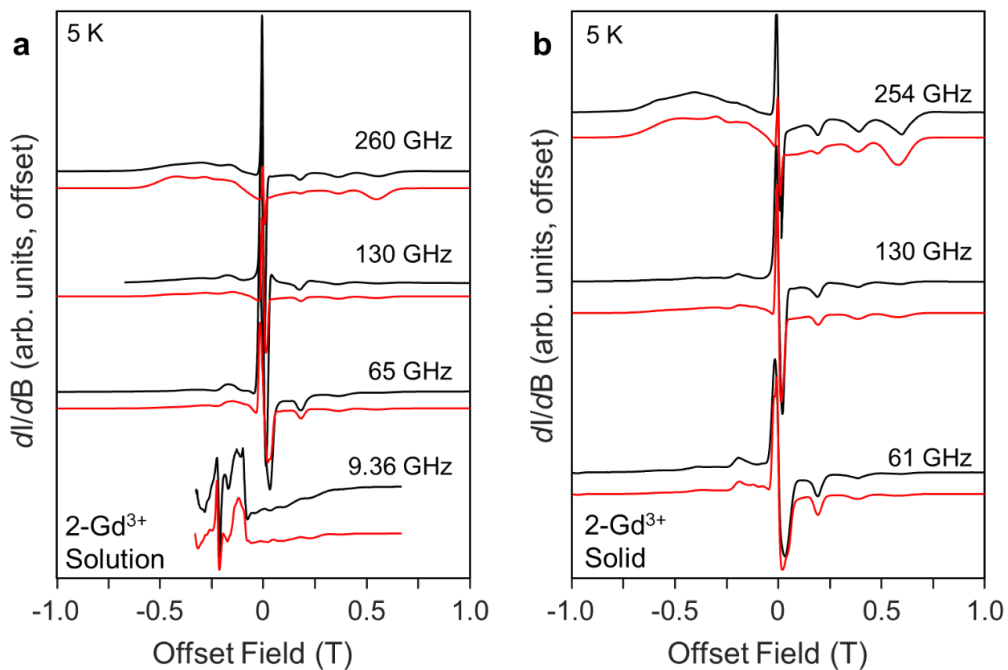 a
5 K
260 GHz
130 GHz
65 GHz
9.36 GHz
2-Gd³⁺
Solution
dI/dB (arb. units, offset)
-1.0 -0.5 0 0.5 1.0
Offset Field (T)
b
5 K
254 GHz
130 GHz
61 GHz
2-Gd³⁺
Solid
dI/dB (arb. units, offset)
-1.0 -0.5 0 0.5 1.0
Offset Field (T)